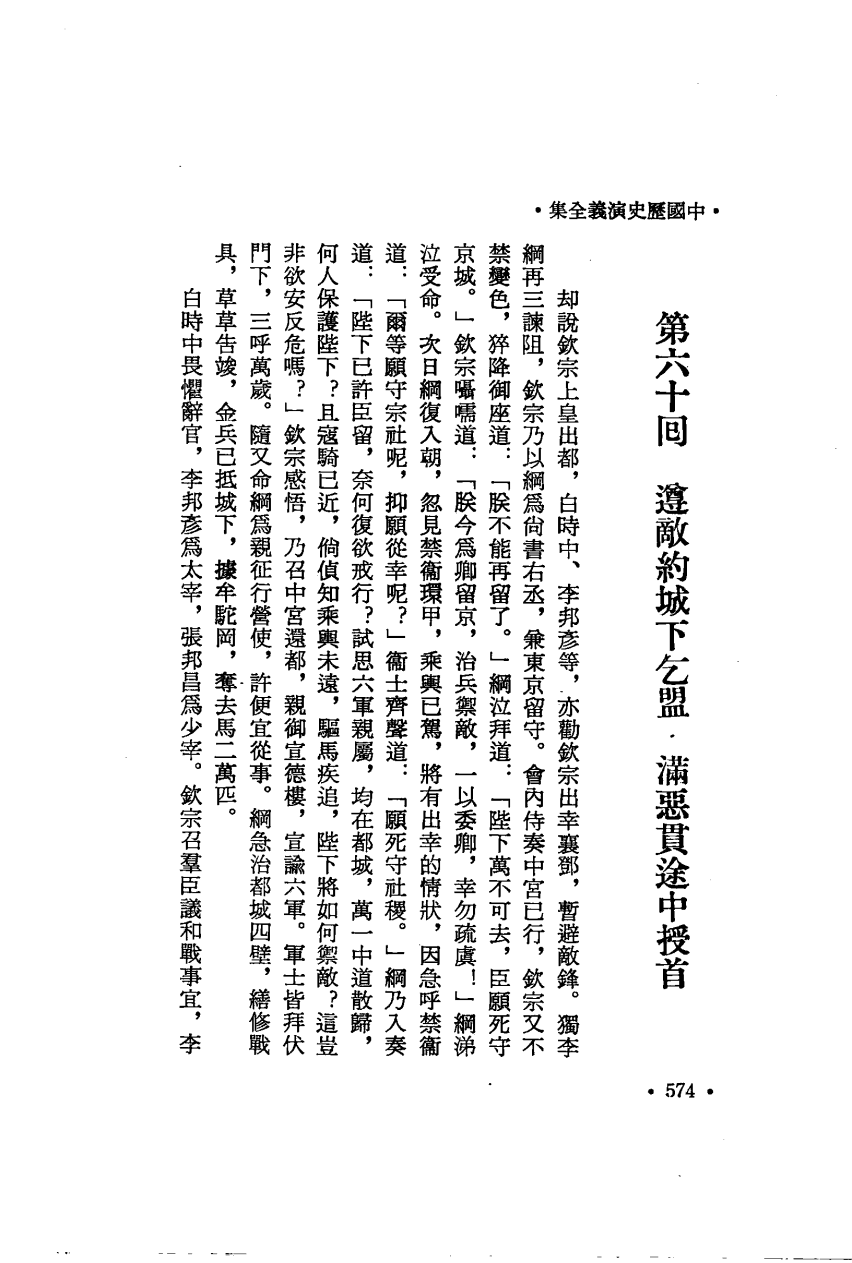 •中國歷史演義全集•
第六十回　遵敵約城下乞盟．滿惡貫途中授首
却說欽宗上皇出都，白時中、李邦彥等，亦勸欽宗出幸襄鄧，暫避敵鋒。獨李
綱再三諫阻，欽宗乃以綱爲尙書右丞，兼東京留守。會內侍奏中宮已行，欽宗又不
禁變色，猝降御座道：「朕不能再留了。」綱泣拜道：「陛下萬不可去，臣願死守
京城。」欽宗囁嚅道：「朕今爲卿留京，治兵禦敵，一以委卿，幸勿疏虞！」綱涕
泣受命。次日綱復入朝，忽見禁衞環甲，乘輿已駕，將有出幸的情狀，因急呼禁衞
道：「爾等願守宗社呢，抑願從幸呢？」衞士齊聲道：「願死守社稷。」綱乃入奏
道：「陛下已許臣留，奈何復欲戒行？試思六軍親屬，均在都城，萬一中道散歸，
何人保護陛下？且寇騎已近，倘偵知乘輿未遠，驅馬疾追，陛下將如何禦敵？這豈
非欲安反危嗎？」欽宗感悟，乃召中宮還都，親御宣德樓，宣諭六軍。軍士皆拜伏
門下，三呼萬歲。隨又命綱爲親征行營使，許便宜從事。綱急治都城四壁，繕修戰
具，草草告竣，金兵已抵城下，據牟駝岡，奪去馬二萬匹。
白時中畏懼辭官，李邦彥爲太宰，張邦昌爲少宰。欽宗召羣臣議和戰事宜，李
• 574 •